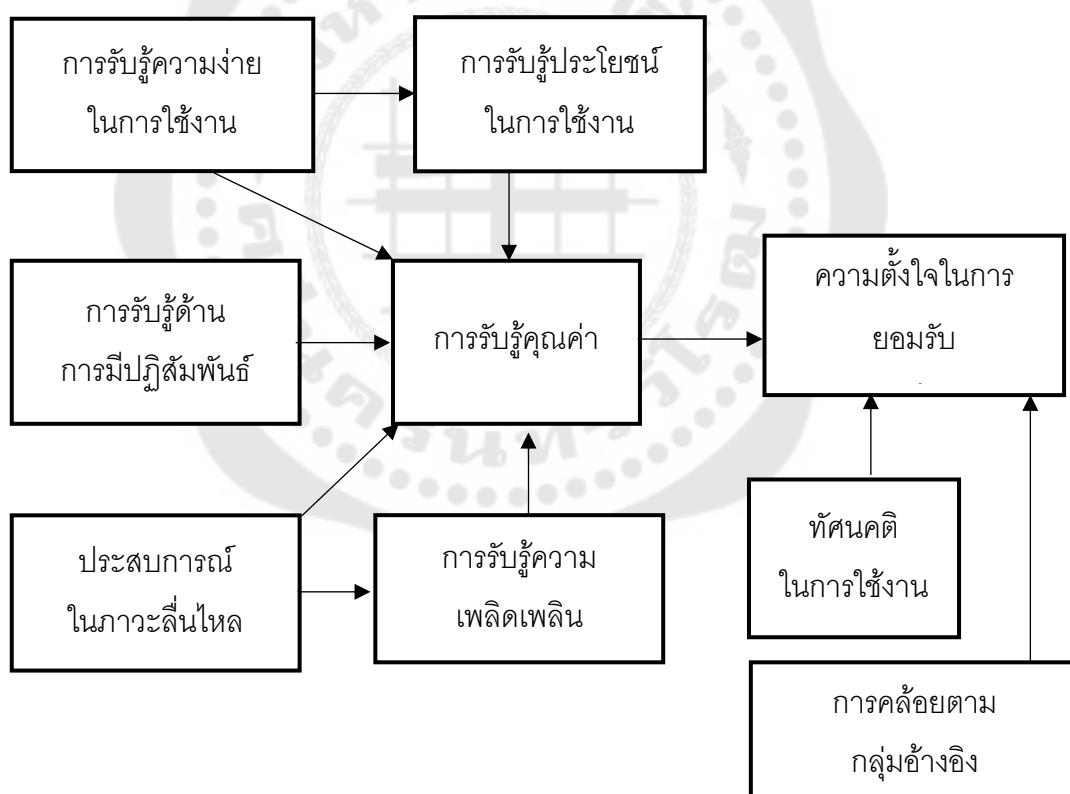 การรับรู้ความง่าย
ในการใช้งาน
การรับรู้ประโยชน์
ในการใช้งาน
การรับรู้ด้าน
การมีปฏิสัมพันธ์
การรับรู้คุณค่า
ความตั้งใจในการ
ยอมรับ
ประสบการณ์
ในภาวะลื่นไหล
การรับรู้ความ
เพลิดเพลิน
ทัศนคติ
ในการใช้งาน
การคล้อยตาม
กลุ่มอ้างอิง